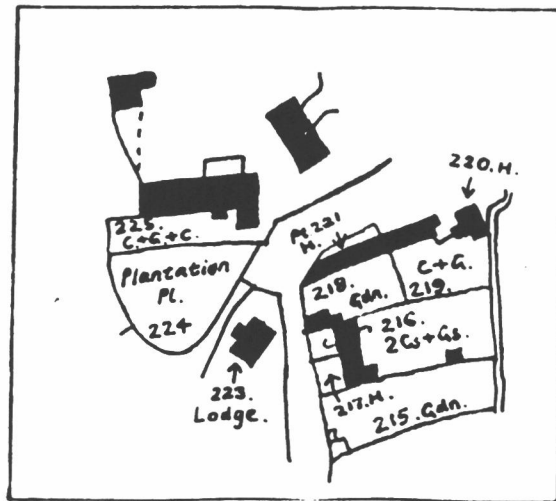 220.H.
Pt.221
H.
225.
C+G+C.
C+G.
219.
Plantation
Pl.
224
218.
Gdn.
216.
2Cs+Gs.
223.
Lodge.
217.H.
215.Gdn.